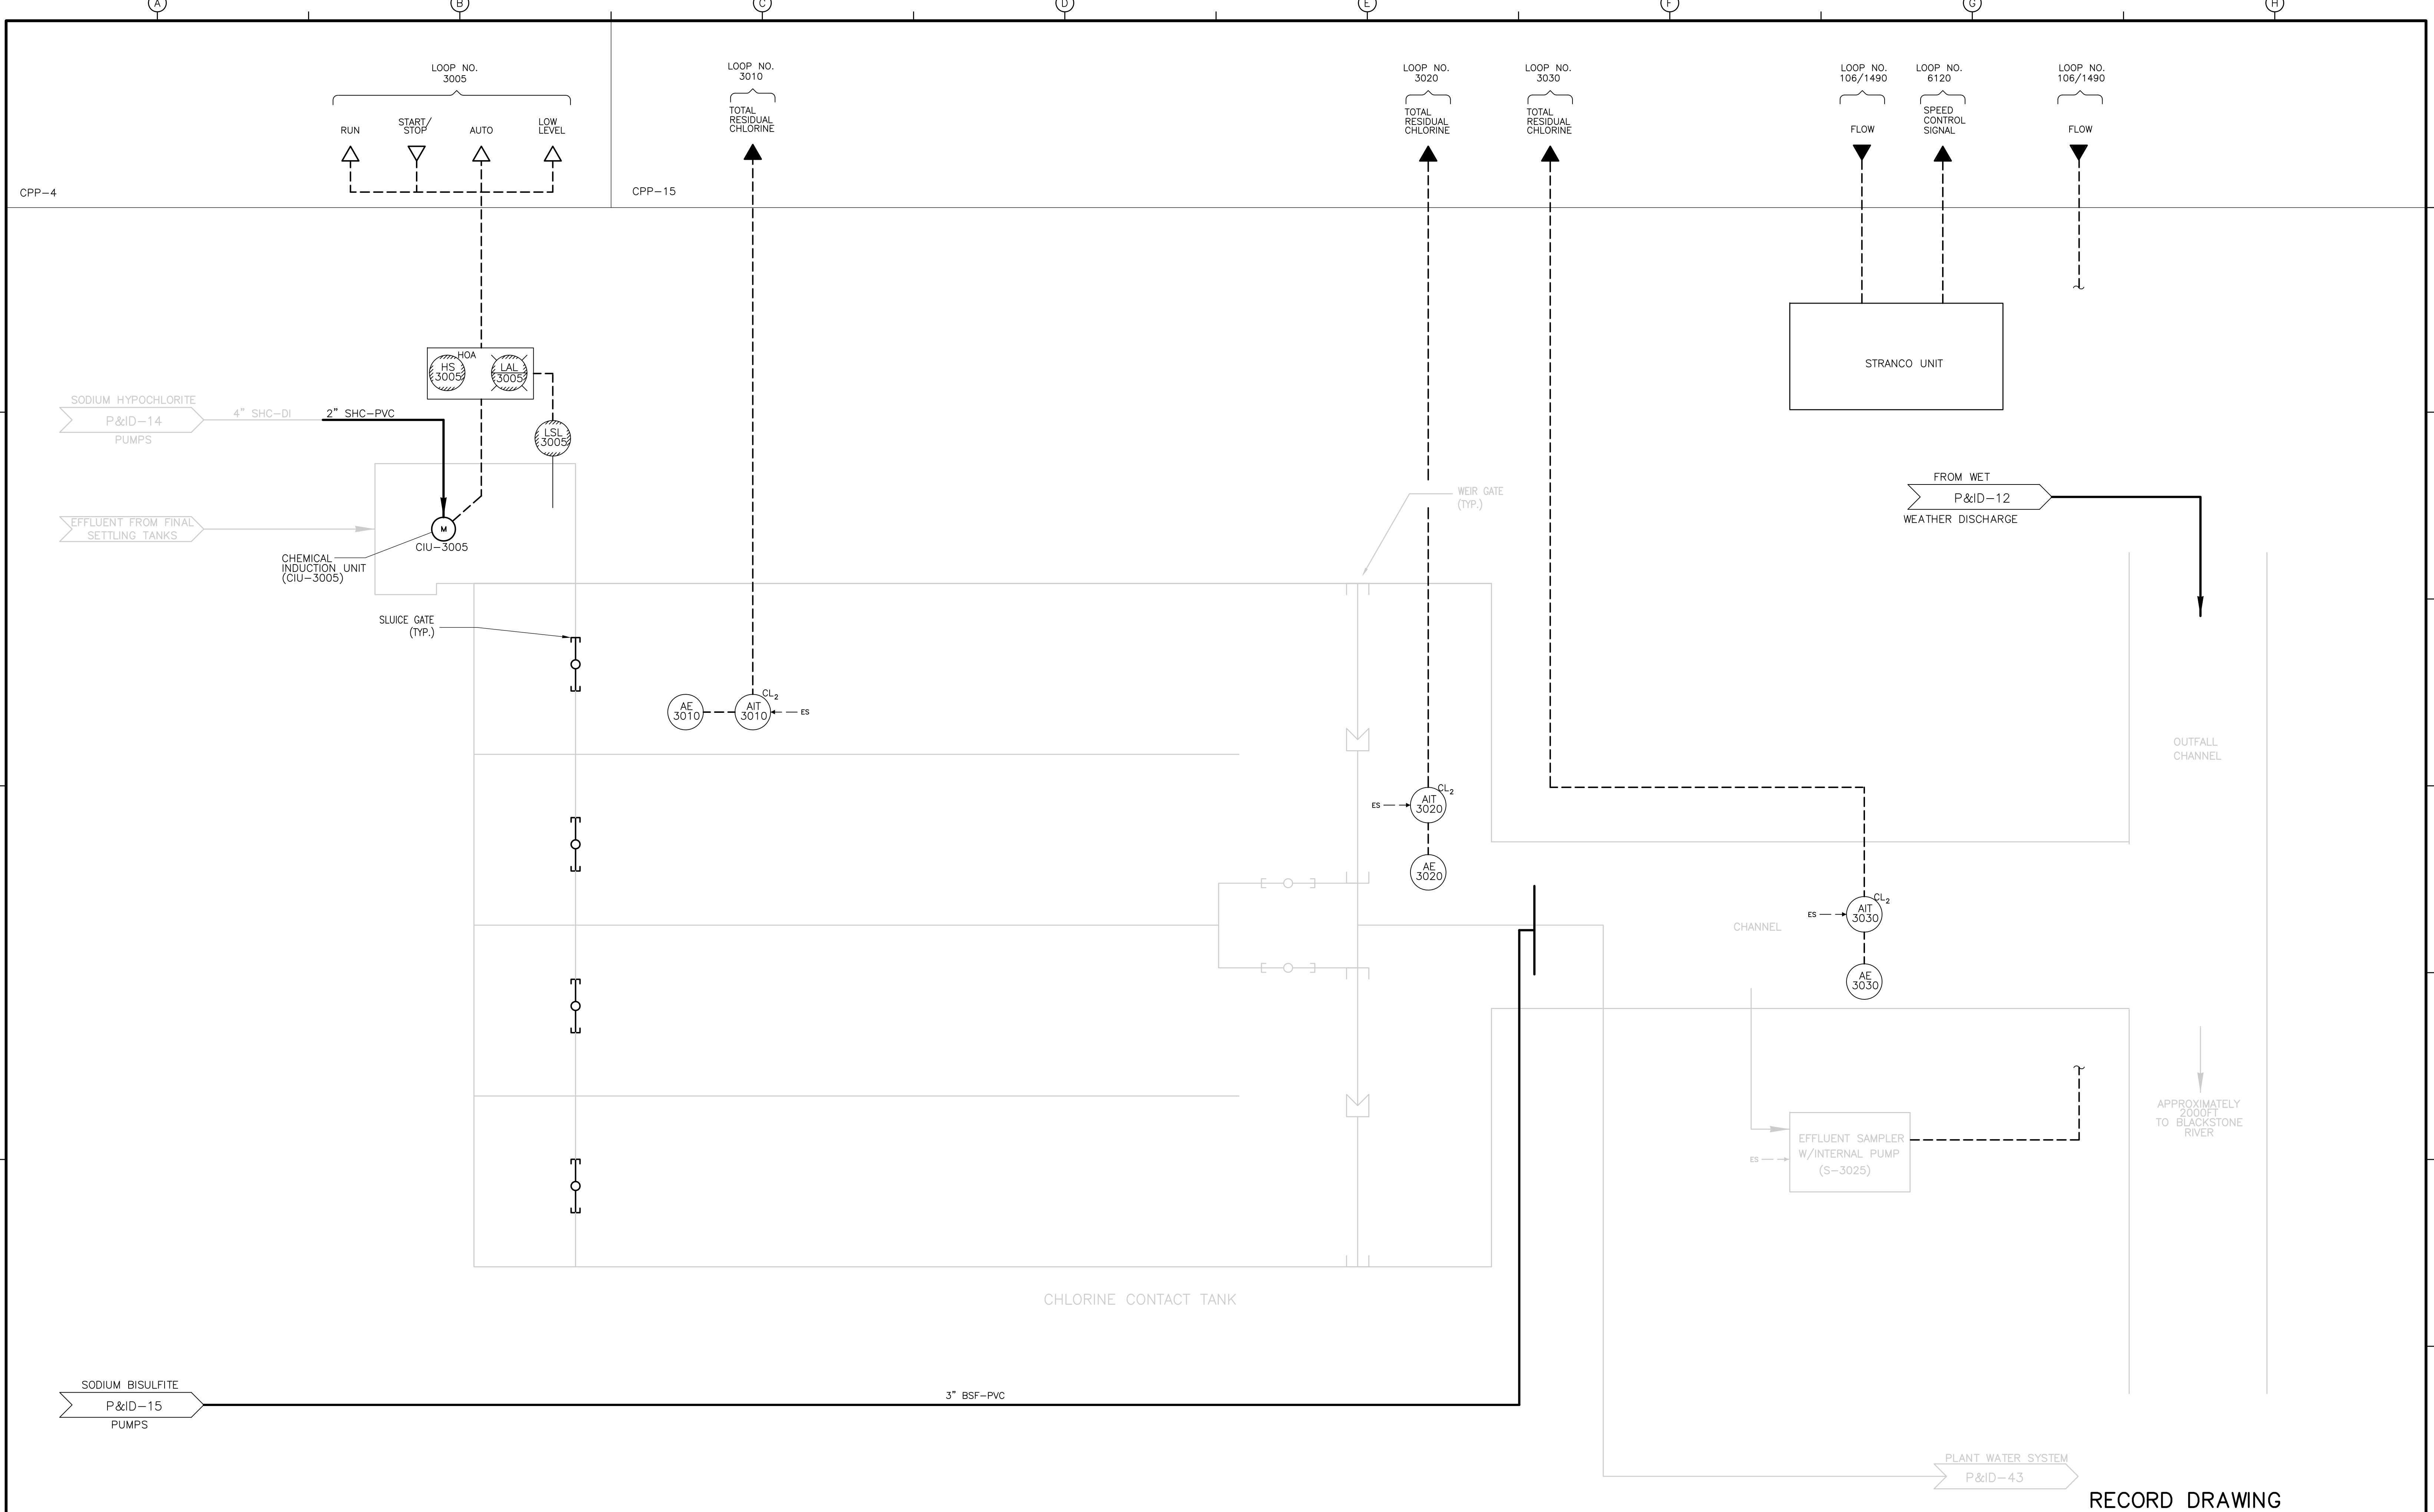 A
B
C
D
E
F
G
H
LOOP NO.
3005
RUN
START/
STOP
AUTO
LOW
LEVEL
CPP-4
LOOP NO.
3010
TOTAL
RESIDUAL
CHLORINE
CPP-15
LOOP NO.
3020
TOTAL
RESIDUAL
CHLORINE
LOOP NO.
3030
TOTAL
RESIDUAL
CHLORINE
LOOP NO.
106/1490
FLOW
LOOP NO.
6120
SPEED
CONTROL
SIGNAL
LOOP NO.
106/1490
FLOW
HOA
HS
3005
LAL
3005
LSL
3005
STRANCO UNIT
SODIUM HYPOCHLORITE
P&ID-14
PUMPS
4" SHC-DI
2" SHC-PVC
EFFLUENT FROM FINAL
SETTLING TANKS
M
CIU-3005
CHEMICAL
INDUCTION UNIT
(CIU-3005)
SLUICE GATE
(TYP.)
WEIR GATE
(TYP.)
FROM WET
P&ID-12
WEATHER DISCHARGE
AE
3010
AIT
3010
CL2
ES
ES
AIT
3020
CL2
AE
3020
OUTFALL
CHANNEL
CHANNEL
ES
AIT
3030
CL2
AE
3030
EFFLUENT SAMPLER
W/INTERNAL PUMP
(S-3025)
ES
APPROXIMATELY
2000FT
TO BLACKSTONE
RIVER
CHLORINE CONTACT TANK
SODIUM BISULFITE
P&ID-15
PUMPS
3" BSF-PVC
PLANT WATER SYSTEM
P&ID-43
RECORD DRAWING